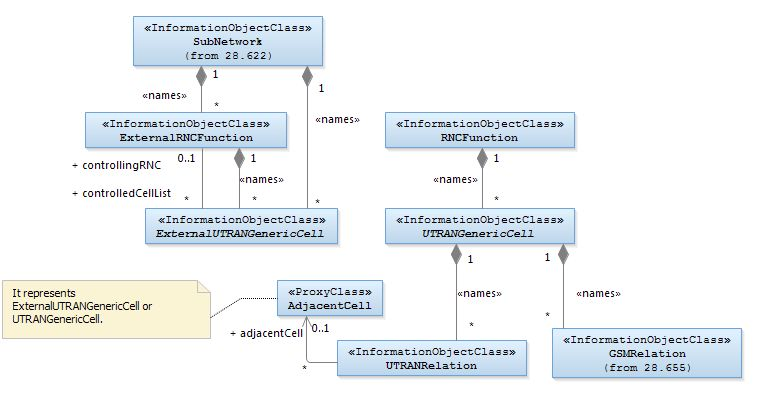 «InformationObjectClass»
SubNetwork
(from 28.622)
1
1
«names»
«names»
*
«InformationObjectClass»
ExternalRNCFunction
«InformationObjectClass»
RNCFunction
0..1
1
1
+ controllingRNC
«names»
«names»
+ controlledCellList
*
*
*
*
«InformationObjectClass»
ExternalUTRANGenericCell
«InformationObjectClass»
UTRANGenericCell
1
1
It represents
ExternalUTRANGenericCell or
UTRANGenericCell.
«ProxyClass»
AdjacentCell
«names»
«names»
+ adjacentCell
0..1
*
*
*
«InformationObjectClass»
UTRANRelation
«InformationObjectClass»
GSMRelation
(from 28.655)